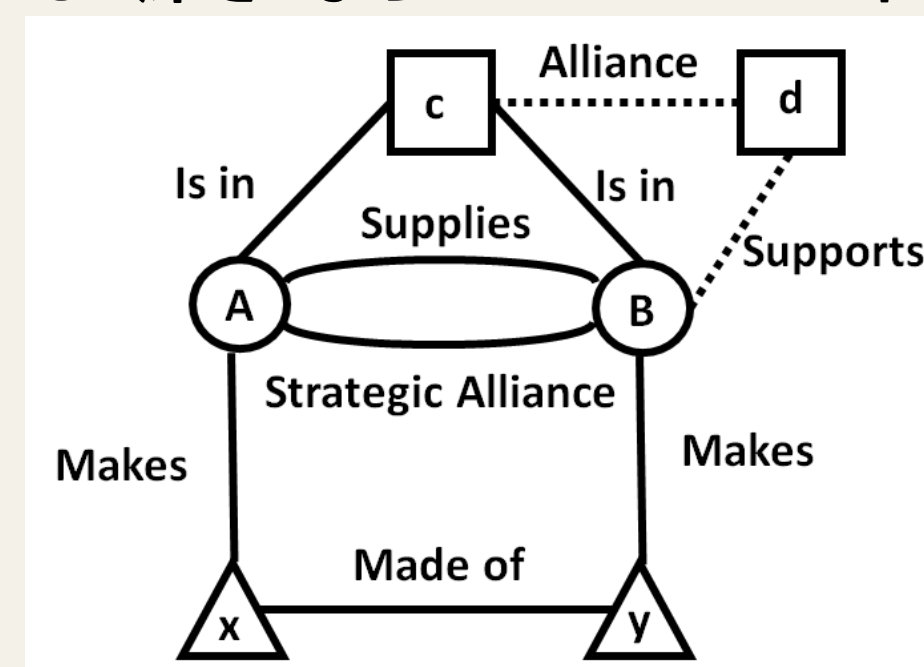 Alliance
c
d
Is in
Is in
Supplies
Supports
A
B
Strategic Alliance
Makes
Makes
Made of
x
y